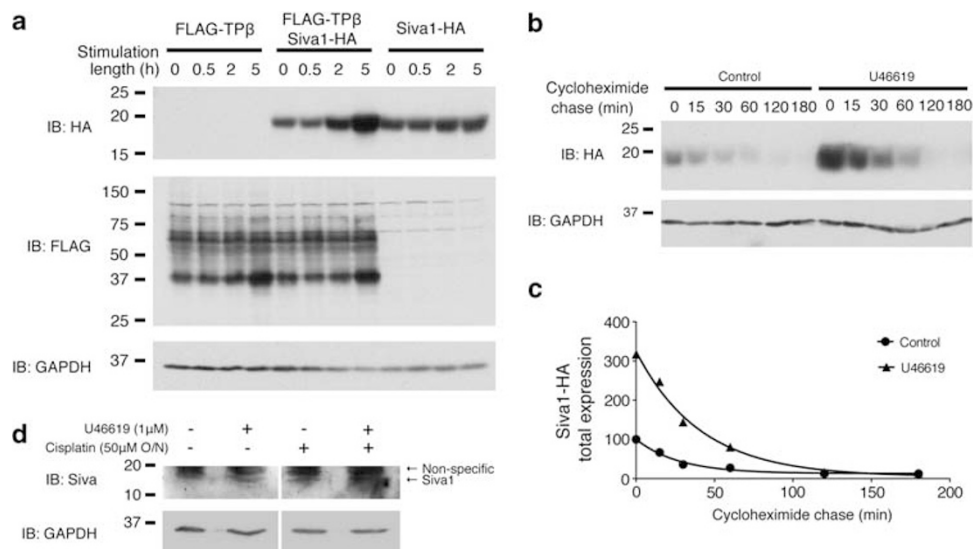 a
FLAG-TPβ
FLAG-TPβ
Siva1-HA
Siva1-HA
Stimulation
length (h) 0 0.5 2 5 0 0.5 2 5 0 0.5 2 5
25
IB: HA 20
15
150
75
IB: FLAG 50
37
25
IB: GAPDH 37
b
Control U46619
Cycloheximide
chase (min) 0 15 30 60 120 180 0 15 30 60 120 180
25
IB: HA 20
37
IB: GAPDH
c
400
300
200
100
0
Siva1-HA
total expression
Control
U46619
0 50 100 150 200
Cycloheximide chase (min)
d
U46619 (1µM) - + - +
Cisplatin (50µM O/N) - - + +
20 ← Non-specific
IB: Siva ← Siva1
10
37
IB: GAPDH